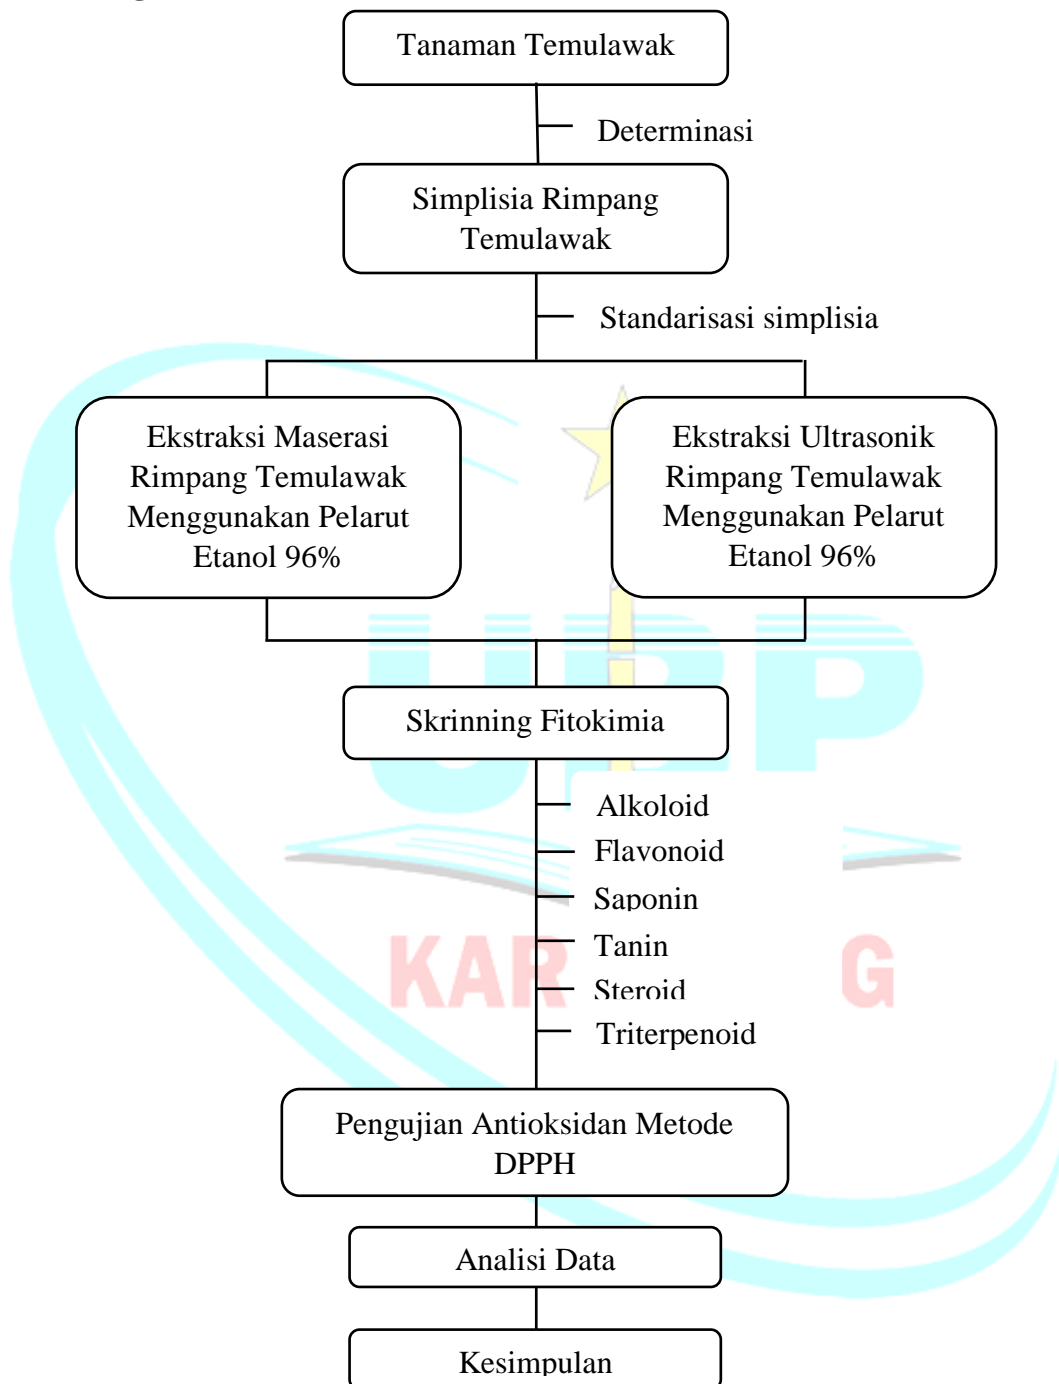 Tanaman Temulawak
Determinasi
Simplisia Rimpang
Temulawak
Standarisasi simplisia
Ekstraksi Maserasi
Rimpang Temulawak
Menggunakan Pelarut
Etanol 96%
Ekstraksi Ultrasonik
Rimpang Temulawak
Menggunakan Pelarut
Etanol 96%
UBP
Skrinning Fitokimia
Alkoloid
Flavonoid
Saponin
Tanin
KAR G
Steroid
Triterpenoid
Pengujian Antioksidan Metode
DPPH
Analisi Data
Kesimpulan